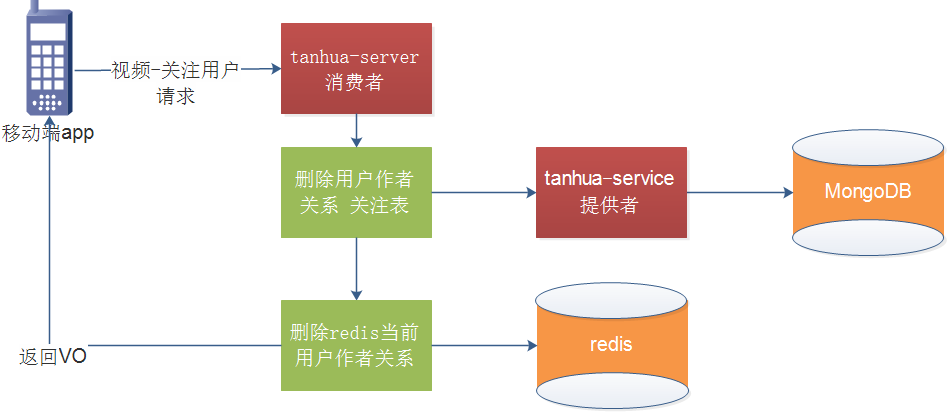 移动端app
视频-关注用户
请求
tanhua-server
消费者
删除用户作者
关系 关注表
tanhua-service
提供者
MongoDB
删除redis当前
用户作者关系
redis
返回VO